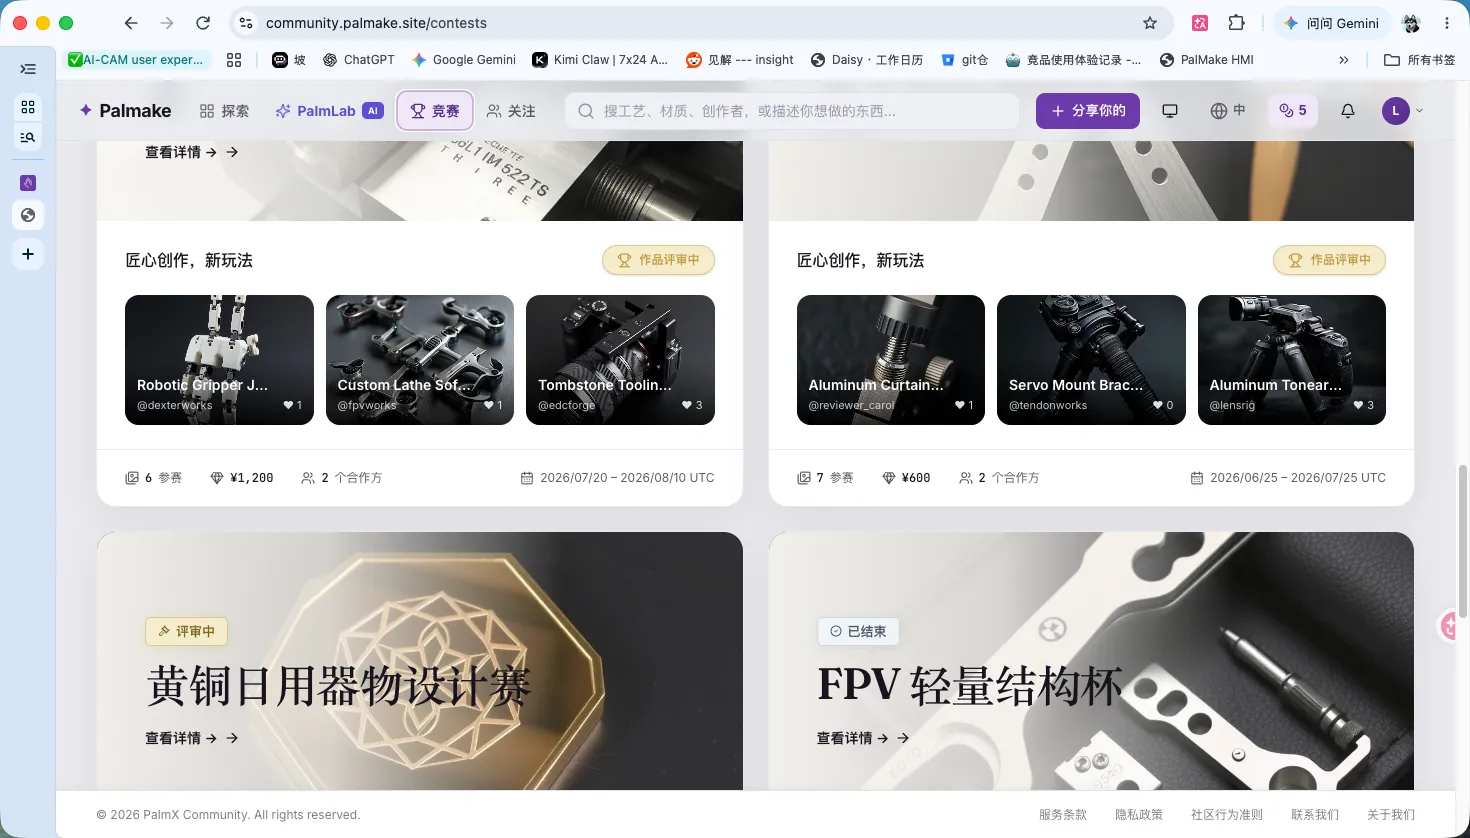 community.palmake.site/contests
问问 Gemini
AI-CAM user exper...
坡
ChatGPT
Google Gemini
Kimi Claw | 7x24 A...
见解 --- insight
Daisy · 工作日历
git仓
竞品使用体验记录 -...
PalMake HMI
所有书签
Palmake
探索
PalmLab AI
竞赛
关注
搜工艺、材质、创作者，或描述你想做的东西...
分享你的
中
5
L
查看详情 → →
匠心创作，新玩法
作品评审中
Robotic Gripper J...
@dexterworks 1
Custom Lathe Sof...
@fpvworks 1
Tombstone Toolin...
@edcforge 3
6 参赛
¥1,200
2 个合作方
2026/07/20 – 2026/08/10 UTC
匠心创作，新玩法
作品评审中
Aluminum Curtain...
@reviewer_carol 1
Servo Mount Brac...
@tendonworks 0
Aluminum Tonear...
@lensrig 3
7 参赛
¥600
2 个合作方
2026/06/25 – 2026/07/25 UTC
评审中
黄铜日用器物设计赛
查看详情 → →
已结束
FPV 轻量结构杯
查看详情 → →
© 2026 PalmX Community. All rights reserved.
服务条款
隐私政策
社区行为准则
联系我们
关于我们